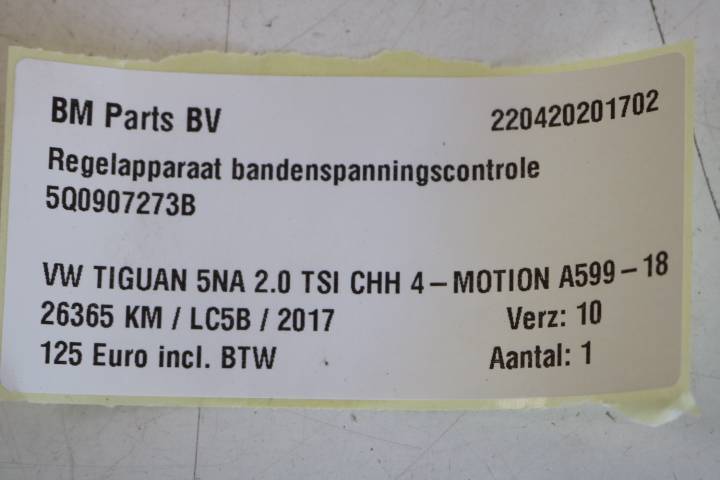 BM Parts BV 220420201702
Regelapparaat bandenspanningscontrole
5Q0907273B
VW TIGUAN 5NA 2.0 TSI CHH 4-MOTION A599-18
26365 KM / LC5B / 2017 Verz: 10
125 Euro incl. BTW Aantal: 1